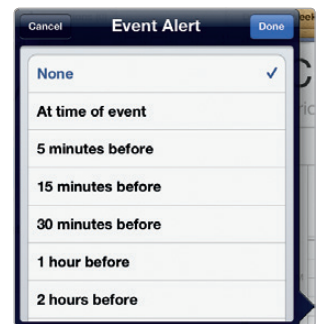 Cancel Event Alert Done
None
At time of event
5 minutes before
15 minutes before
30 minutes before
1 hour before
2 hours before